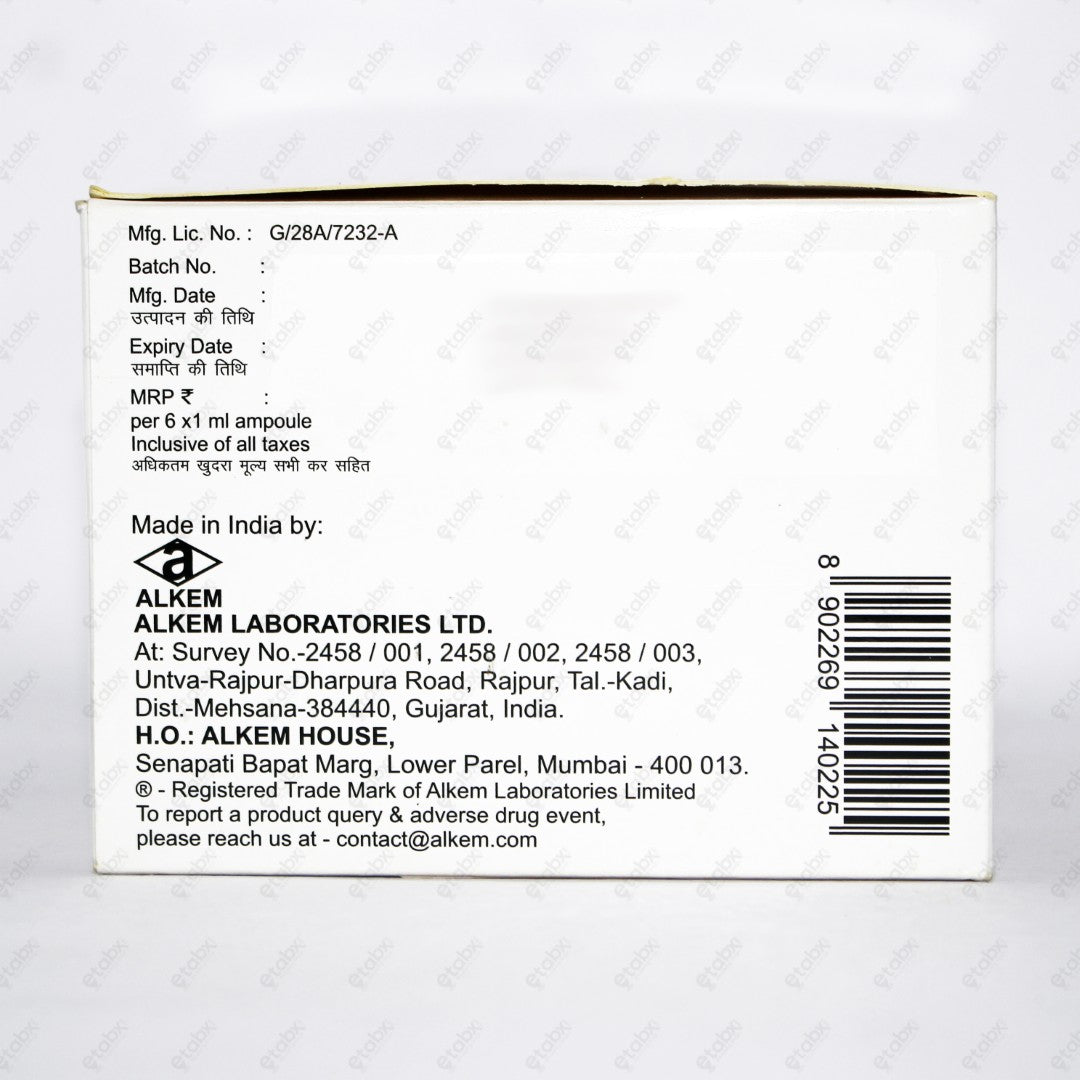 Mfg. Lic. No. : G/28A/7232-A
Batch No. :
Mfg. Date :
उत्पादन की तिथि
Expiry Date :
समाप्ति की तिथि
MRP ₹ :
per 6 x1 ml ampoule
Inclusive of all taxes
अधिकतम खुदरा मूल्य सभी कर सहित
Made in India by:
a
ALKEM
ALKEM LABORATORIES LTD.
At: Survey No.-2458 / 001, 2458 / 002, 2458 / 003,
Untva-Rajpur-Dharpura Road, Rajpur, Tal.-Kadi,
Dist.-Mehsana-384440, Gujarat, India.
H.O.: ALKEM HOUSE,
Senapati Bapat Marg, Lower Parel, Mumbai - 400 013.
® - Registered Trade Mark of Alkem Laboratories Limited
To report a product query & adverse drug event,
please reach us at - contact@alkem.com
8 902269 140225
etabx